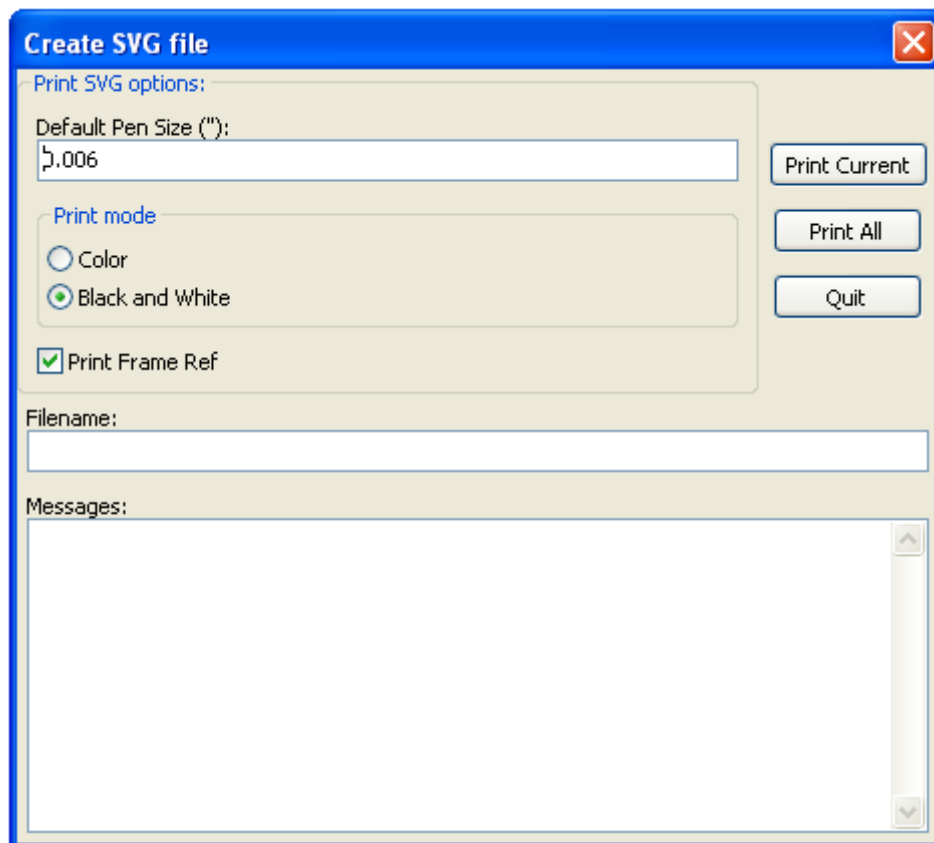 Create SVG file
Print SVG options:
Default Pen Size ("):
0.006
Print Current
Print mode
Print All
Color
Black and White
Quit
Print Frame Ref
Filename:
Messages: